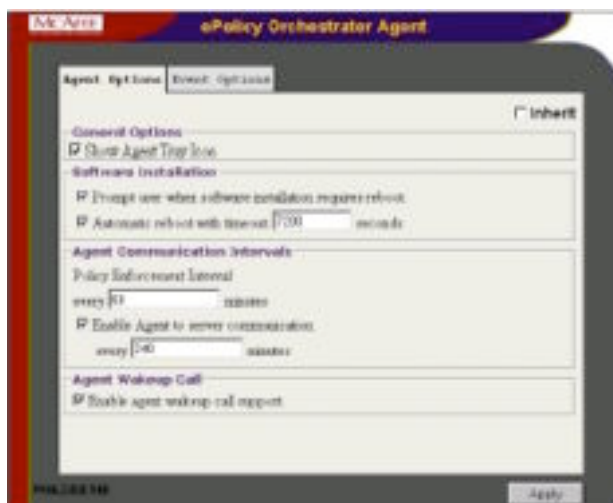 McAfee
ePolicy Orchestrator Agent
Agent Options Event Options
Inherit
General Options
Show Agent Tray Icon
Software Installation
Prompt user when software installation requires reboot
Automatic reboot with timeout 7200 seconds
Agent Communication Intervals
Policy Enforcement Interval
every minutes
Enable Agent to server communication
every 240 minutes
Agent Wakeup Call
Enable agent wakeup call support
Apply